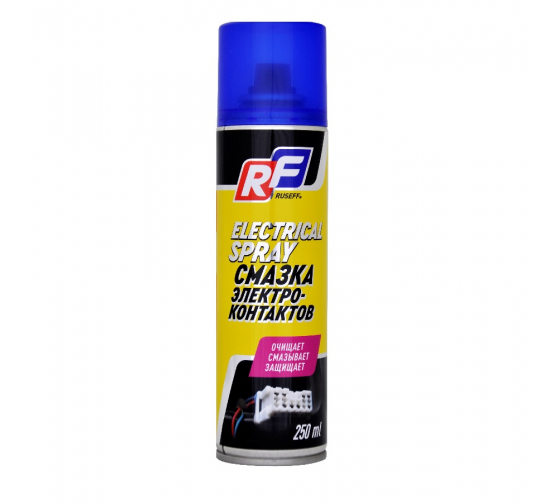 RF
RUSEFF®
ELECTRICAL
SPRAY
СМАЗКА
ЭЛЕКТРО-
КОНТАКТОВ
ОЧИЩАЕТ
СМАЗЫВАЕТ
ЗАЩИЩАЕТ
250 ml